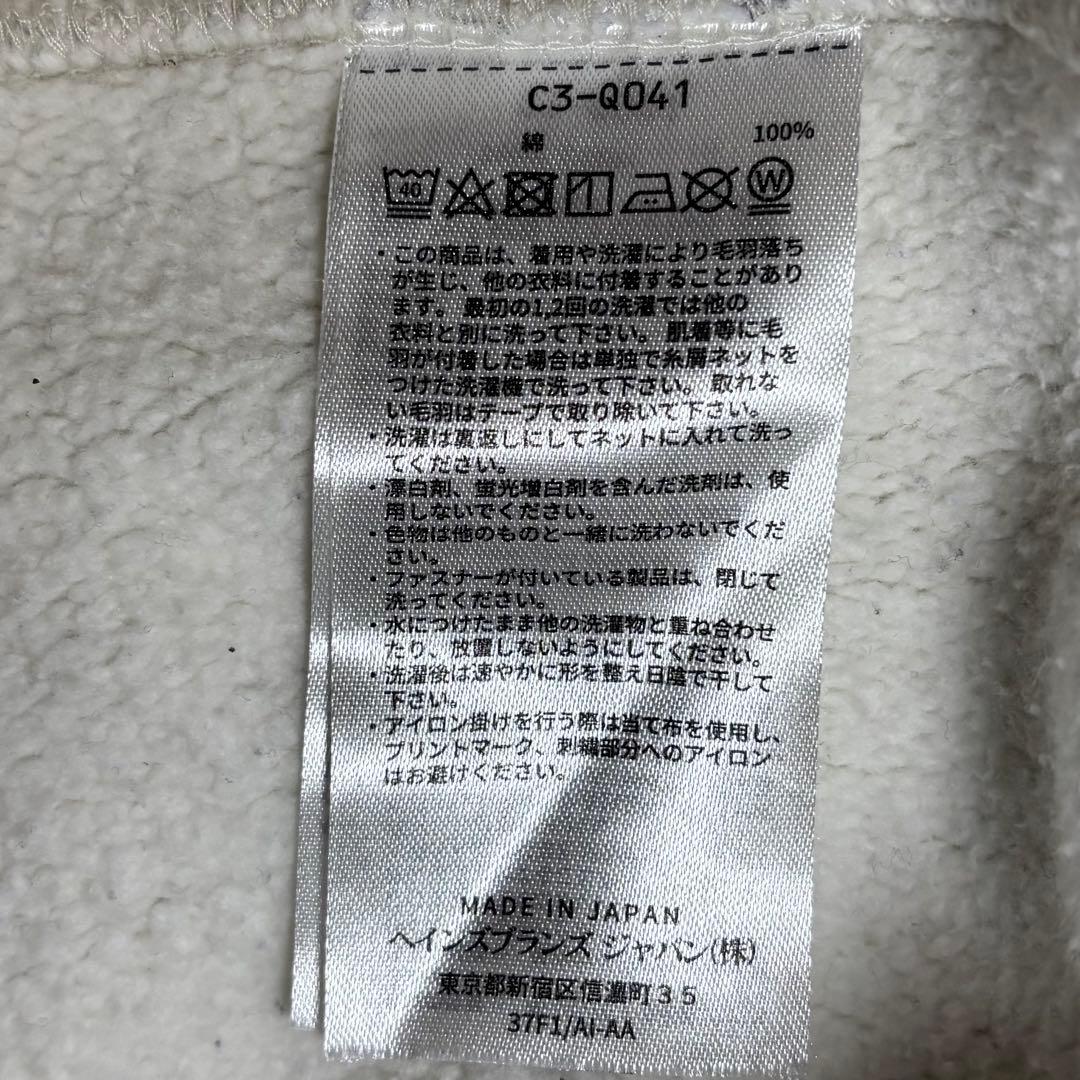 C3-Q041
綿 100%
40 W
・この商品は、着用や洗濯により毛羽落ち
が生じ、他の衣料に付着することがあり
ます。最初の1,2回の洗濯では他の
衣料と別に洗って下さい。肌着等に毛
羽が付着した場合は単独で糸屑ネットを
つけた洗濯機で洗って下さい。取れな
い毛羽はテープで取り除いて下さい。
・洗濯は裏返しにしてネットに入れて洗っ
てください。
・漂白剤、蛍光増白剤を含んだ洗剤は、使
用しないでください。
・色物は他のものと一緒に洗わないでくだ
さい。
・ファスナーが付いている製品は、閉じて
洗ってください。
・水につけたまま他の洗濯物と重ね合わせ
たり、放置しないようにしてください。
・洗濯後は速やかに形を整え日陰で干して
下さい。
・アイロン掛けを行う際は当て布を使用し、
プリントマーク、刺繍部分へのアイロン
はお避けください。
MADE IN JAPAN
ヘインズブランズ ジャパン(株)
東京都新宿区信濃町35
37F1/AI-AA